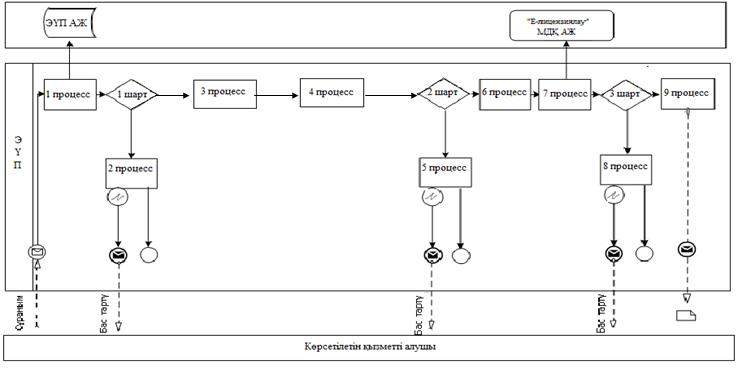 ЭҮП АЖ
"Е-лицензиялау"
МДҚ АЖ
Э
Ү
П
1 процесс
1 шарт
3 процесс
4 процесс
2 шарт
6 процесс
7 процесс
3 шарт
9 процесс
2 процесс
5 процесс
8 процесс
Сұраным
Бас тарту
Бас тарту
Бас тарту
Көрсетілетін қызметті алушы